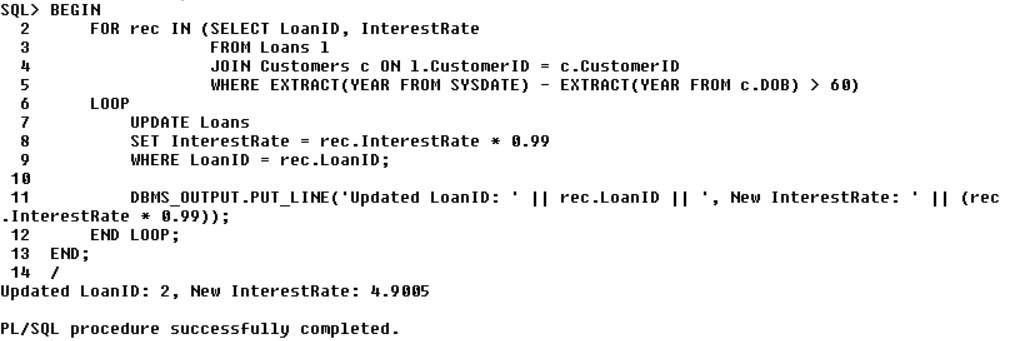 SQL> BEGIN
  2      FOR rec IN (SELECT LoanID, InterestRate
  3                  FROM Loans l
  4                  JOIN Customers c ON l.CustomerID = c.CustomerID
  5                  WHERE EXTRACT(YEAR FROM SYSDATE) - EXTRACT(YEAR FROM c.DOB) > 60)
  6      LOOP
  7          UPDATE Loans
  8          SET InterestRate = rec.InterestRate * 0.99
  9          WHERE LoanID = rec.LoanID;
 10
 11          DBMS_OUTPUT.PUT_LINE('Updated LoanID: ' || rec.LoanID || ', New InterestRate: ' || (rec
.InterestRate * 0.99));
 12      END LOOP;
 13  END;
 14  /
Updated LoanID: 2, New InterestRate: 4.9005
PL/SQL procedure successfully completed.